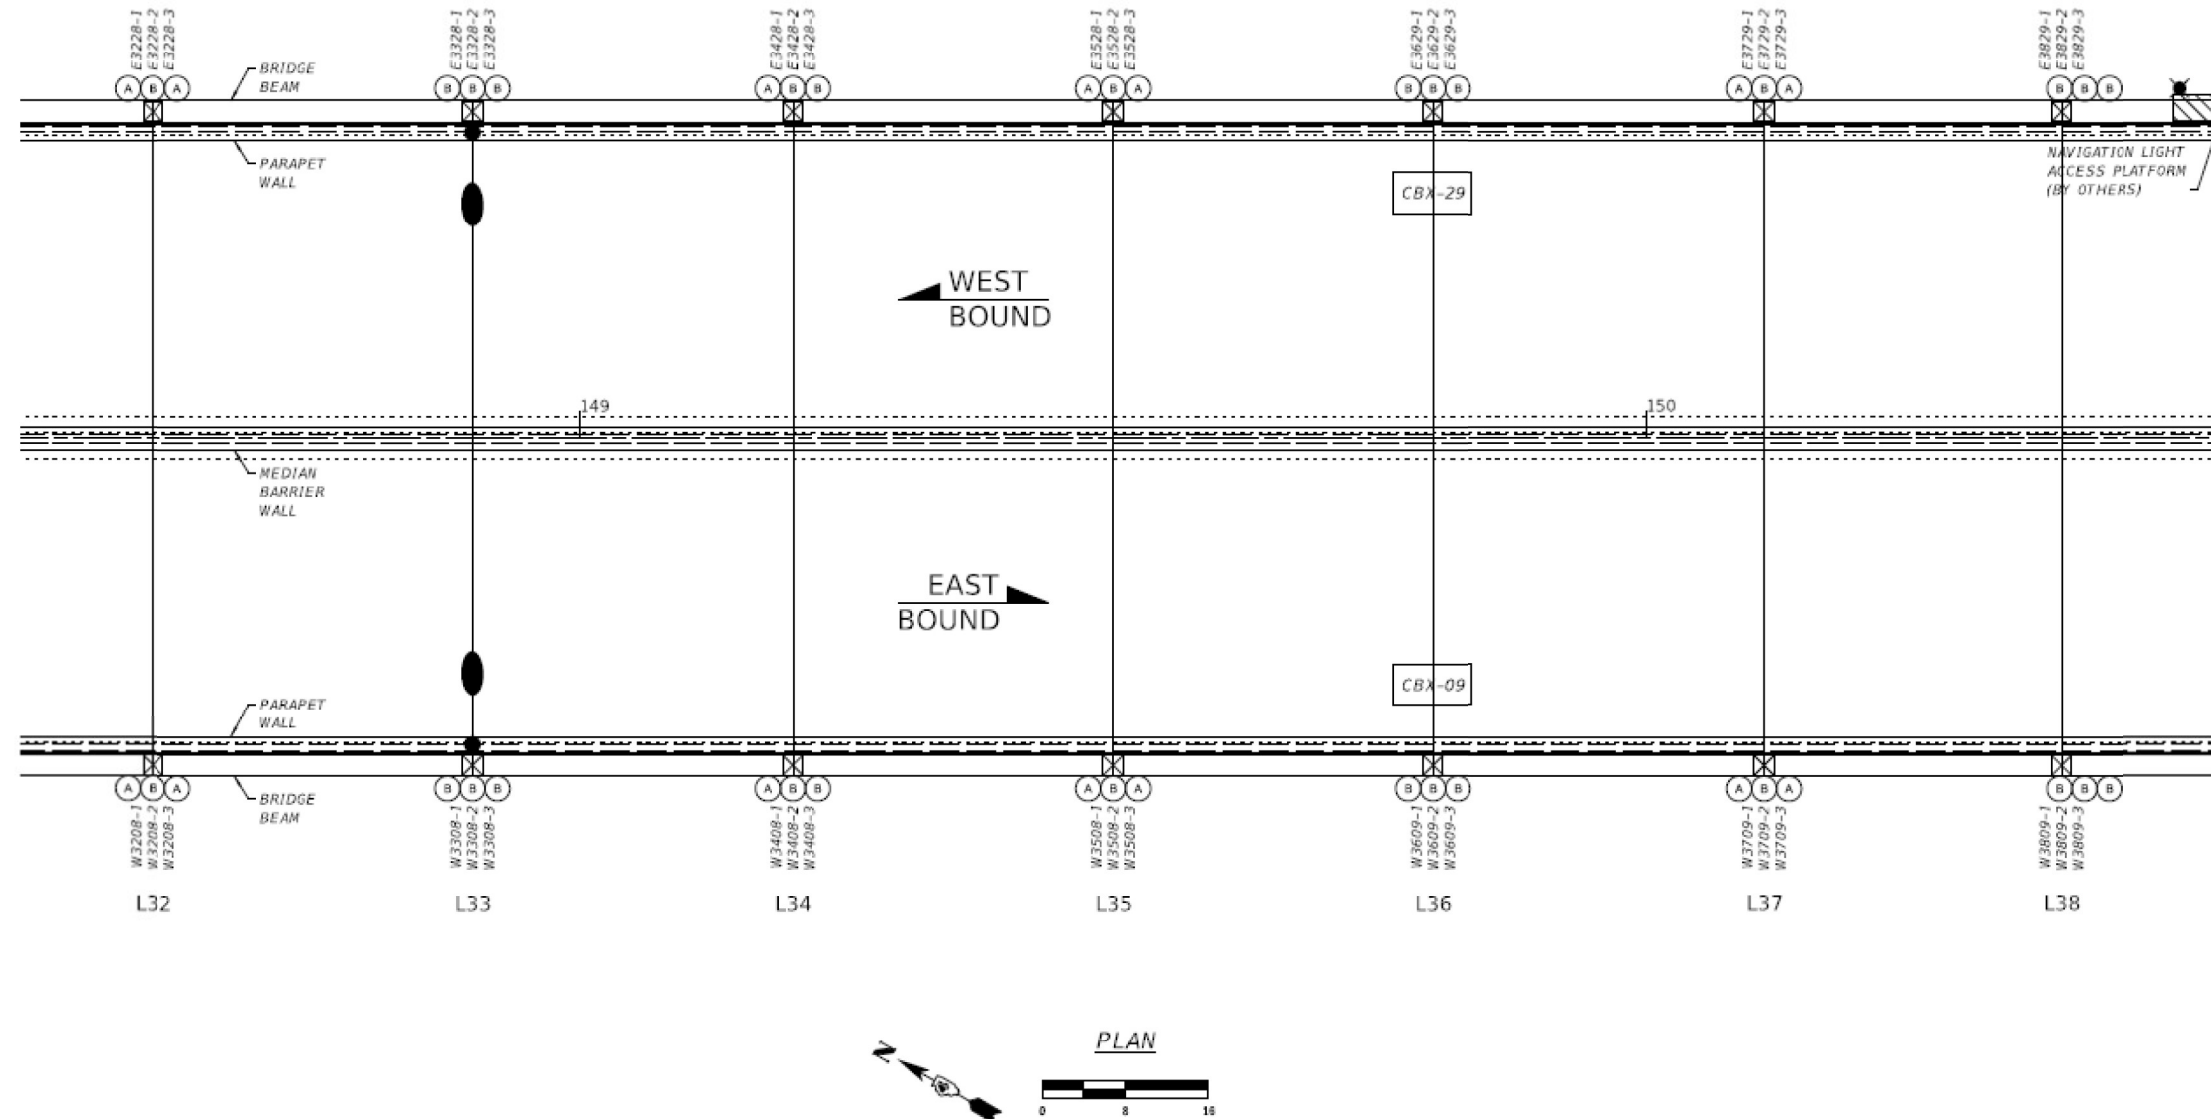 E3228-1 E3228-2 E3228-3
E3328-1 E3328-2 E3328-3
E3428-1 E3428-2 E3428-3
E3528-1 E3528-2 E3528-3
E3629-1 E3629-2 E3629-3
E3729-1 E3729-2 E3729-3
E3829-1 E3829-2 E3829-3
A B A
B B B
A B B
A B A
B B B
A B A
B B B
BRIDGE
BEAM
PARAPET
WALL
NAVIGATION LIGHT
ACCESS PLATFORM
(BY OTHERS)
CBX-29
WEST
BOUND
149
150
MEDIAN
BARRIER
WALL
EAST
BOUND
CBX-09
PARAPET
WALL
BRIDGE
BEAM
A B A
B B B
A B B
A B A
B B B
A B A
B B B
W3208-1 W3208-2 W3208-3
W3308-1 W3308-2 W3308-3
W3408-1 W3408-2 W3408-3
W3508-1 W3508-2 W3508-3
W3609-1 W3609-2 W3609-3
W3709-1 W3709-2 W3709-3
W3809-1 W3809-2 W3809-3
L32
L33
L34
L35
L36
L37
L38
PLAN
N
0 8 16